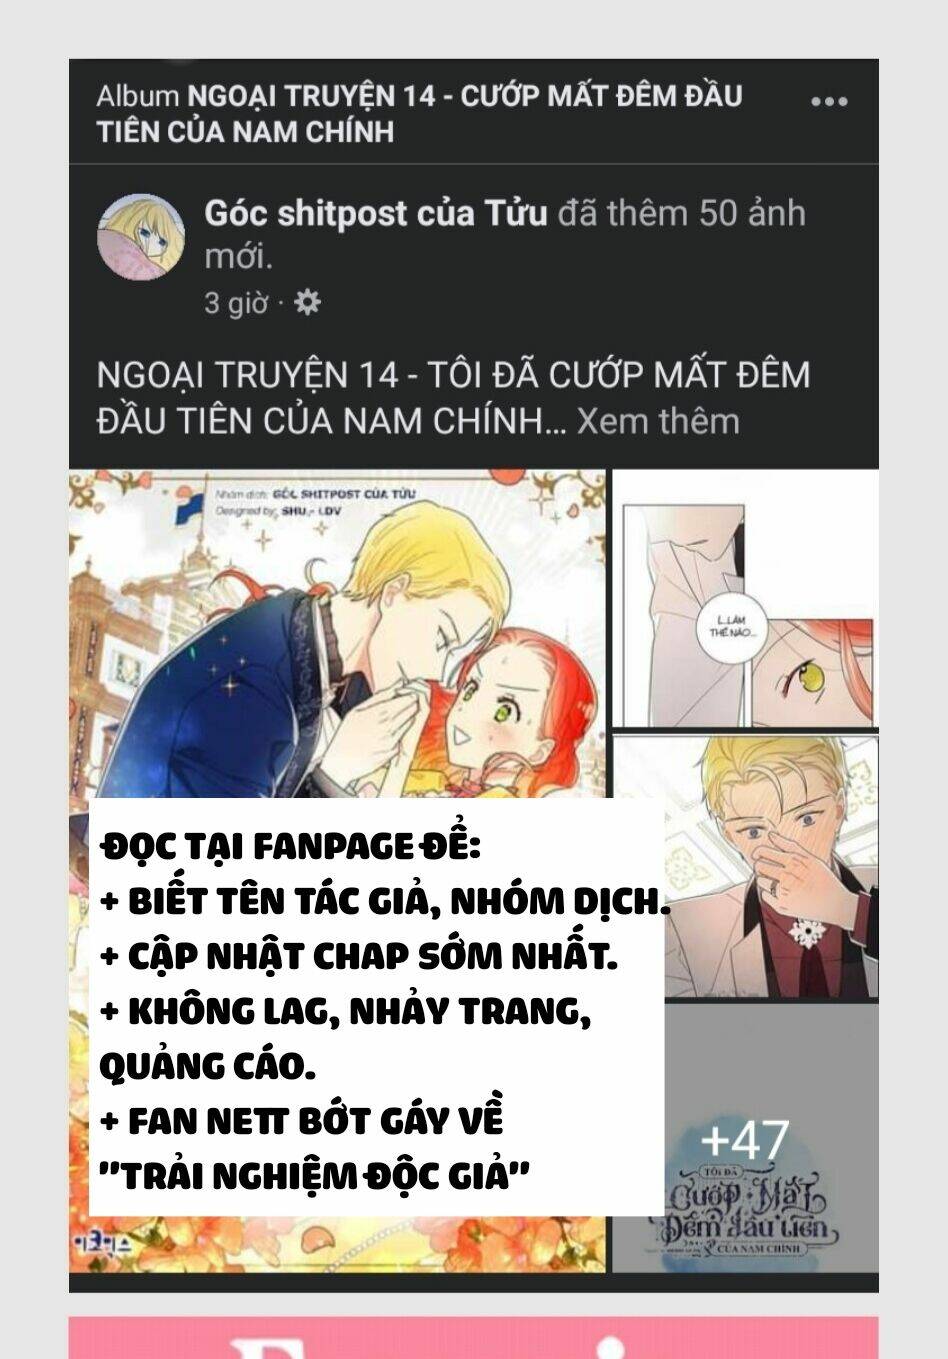 Album NGOẠI TRUYỆN 14 - CƯỚP MẤT ĐÊM ĐẦU
TIÊN CỦA NAM CHÍNH
Góc shitpost của Tửu đã thêm 50 ảnh
mới.
3 giờ ·
NGOẠI TRUYỆN 14 - TÔI ĐÃ CƯỚP MẤT ĐÊM
ĐẦU TIÊN CỦA NAM CHÍNH... Xem thêm
Nhóm dịch: GÓC SHITPOST CỦA TỬU
Designed by: SHU - LDV
L..LÀM
THẾ NÀO...
ĐỌC TẠI FANPAGE ĐỂ:
+ BIẾT TÊN TÁC GIẢ, NHÓM DỊCH.
+ CẬP NHẬT CHAP SỚM NHẤT.
+ KHÔNG LAG, NHẢY TRANG,
QUẢNG CÁO.
+ FAN NETT BỚT GÁY VỀ
"TRẢI NGHIỆM ĐỘC GIẢ"
+47
TÔI ĐÃ
Cướp Mất
Đêm đầu tiên
CỦA NAM CHÍNH